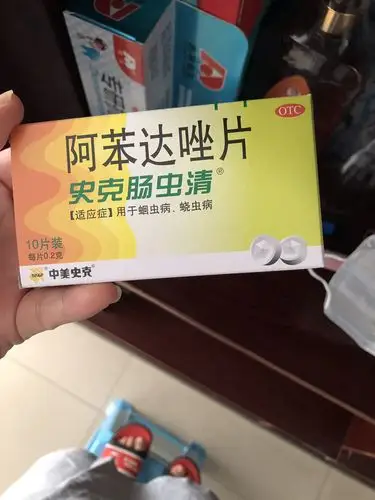 OTC
阿苯达唑片
史克肠虫清®
【适应症】用于蛔虫病、蛲虫病
10片装
每片0.2克
中美史克